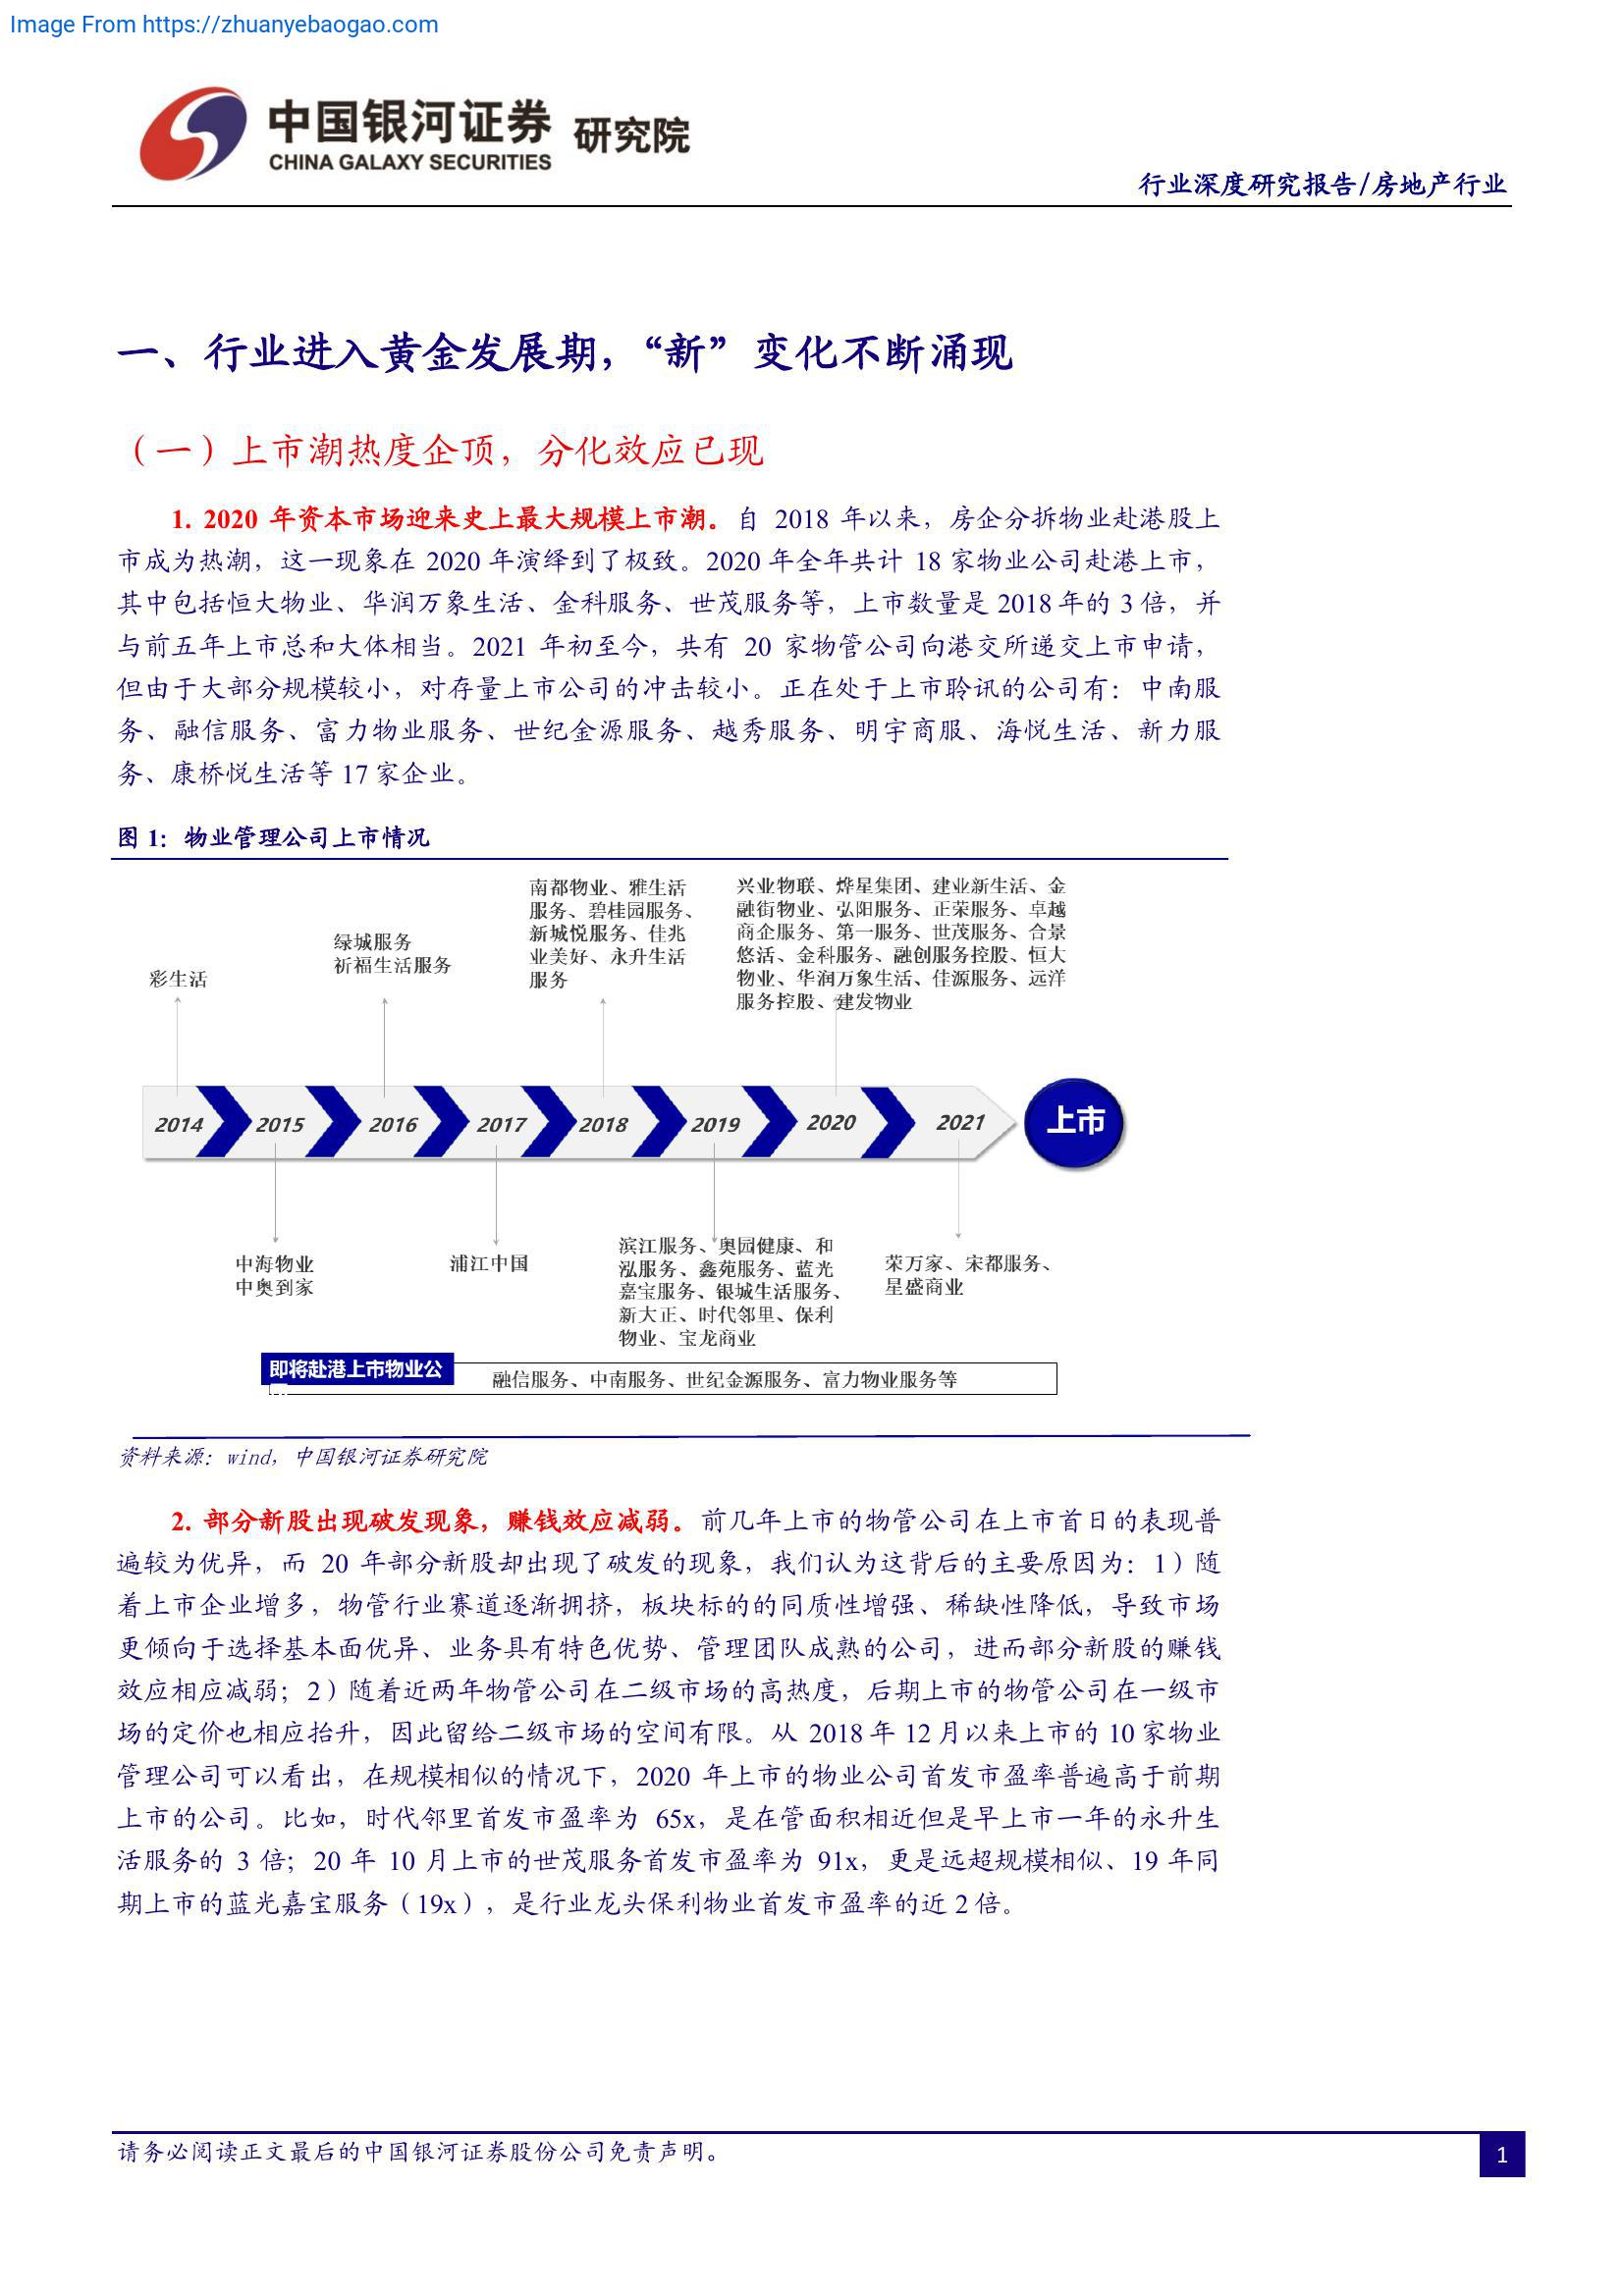 Image From https://zhuanyebaogao.com
中国银河证券 研究院
CHINA GALAXY SECURITIES
行业深度研究报告/房地产行业
一、行业进入黄金发展期，“新”变化不断涌现
（一）上市潮热度企顶，分化效应已现
1. 2020 年资本市场迎来史上最大规模上市潮。自 2018 年以来，房企分拆物业赴港股上
市成为热潮，这一现象在 2020 年演绎到了极致。2020 年全年共计 18 家物业公司赴港上市，
其中包括恒大物业、华润万象生活、金科服务、世茂服务等，上市数量是 2018 年的 3 倍，并
与前五年上市总和大体相当。2021 年初至今，共有 20 家物管公司向港交所递交上市申请，
但由于大部分规模较小，对存量上市公司的冲击较小。正在处于上市聆讯的公司有：中南服
务、融信服务、富力物业服务、世纪金源服务、越秀服务、明宇商服、海悦生活、新力服
务、康桥悦生活等 17 家企业。
图 1：物业管理公司上市情况
彩生活
绿城服务
祈福生活服务
南都物业、雅生活
服务、碧桂园服务、
新城悦服务、佳兆
业美好、永升生活
服务
兴业物联、烨星集团、建业新生活、金
融街物业、弘阳服务、正荣服务、卓越
商企服务、第一服务、世茂服务、合景
悠活、金科服务、融创服务控股、恒大
物业、华润万象生活、佳源服务、远洋
服务控股、建发物业
2014 2015 2016 2017 2018 2019 2020 2021 上市
中海物业
中奥到家
浦江中国
滨江服务、奥园健康、和
泓服务、鑫苑服务、蓝光
嘉宝服务、银城生活服务、
新大正、时代邻里、保利
物业、宝龙商业
荣万家、宋都服务、
星盛商业
即将赴港上市物业公
融信服务、中南服务、世纪金源服务、富力物业服务等
资料来源：wind，中国银河证券研究院
2. 部分新股出现破发现象，赚钱效应减弱。前几年上市的物管公司在上市首日的表现普
遍较为优异，而 20 年部分新股却出现了破发的现象，我们认为这背后的主要原因为：1）随
着上市企业增多，物管行业赛道逐渐拥挤，板块标的的同质性增强、稀缺性降低，导致市场
更倾向于选择基本面优异、业务具有特色优势、管理团队成熟的公司，进而部分新股的赚钱
效应相应减弱；2）随着近两年物管公司在二级市场的高热度，后期上市的物管公司在一级市
场的定价也相应抬升，因此留给二级市场的空间有限。从 2018 年 12 月以来上市的 10 家物业
管理公司可以看出，在规模相似的情况下，2020 年上市的物业公司首发市盈率普遍高于前期
上市的公司。比如，时代邻里首发市盈率为 65x，是在管面积相近但是早上市一年的永升生
活服务的 3 倍；20 年 10 月上市的世茂服务首发市盈率为 91x，更是远超规模相似、19 年同
期上市的蓝光嘉宝服务（19x），是行业龙头保利物业首发市盈率的近 2 倍。
请务必阅读正文最后的中国银河证券股份公司免责声明。
1